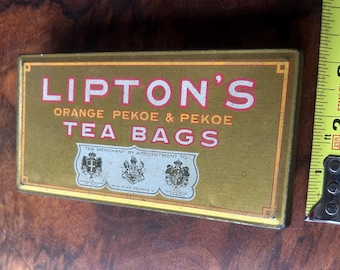 LIPTON'S
ORANGE PEKOE & PEKOE
TEA BAGS
TEA MERCHANT BY APPOINTMENT TO